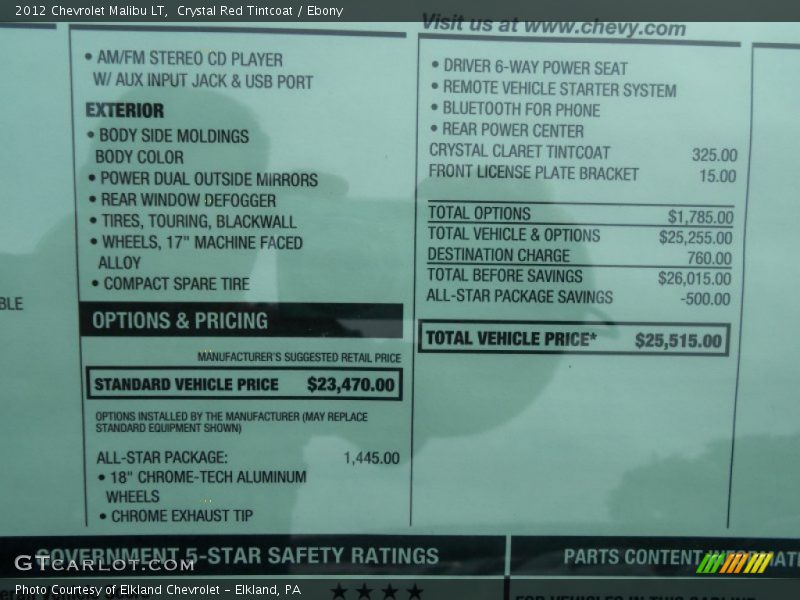 2012 Chevrolet Malibu LT,  Crystal Red Tintcoat / Ebony
Visit us at www.chevy.com
BLE
• AM/FM STEREO CD PLAYER
W/ AUX INPUT JACK & USB PORT
EXTERIOR
• BODY SIDE MOLDINGS
BODY COLOR
• POWER DUAL OUTSIDE MIRRORS
• REAR WINDOW DEFOGGER
• TIRES, TOURING, BLACKWALL
• WHEELS, 17" MACHINE FACED
ALLOY
• COMPACT SPARE TIRE
OPTIONS & PRICING
MANUFACTURER'S SUGGESTED RETAIL PRICE
STANDARD VEHICLE PRICE $23,470.00
OPTIONS INSTALLED BY THE MANUFACTURER (MAY REPLACE
STANDARD EQUIPMENT SHOWN)
ALL-STAR PACKAGE: 1,445.00
• 18" CHROME-TECH ALUMINUM
WHEELS
• CHROME EXHAUST TIP
• DRIVER 6-WAY POWER SEAT
• REMOTE VEHICLE STARTER SYSTEM
• BLUETOOTH FOR PHONE
• REAR POWER CENTER
CRYSTAL CLARET TINTCOAT 325.00
FRONT LICENSE PLATE BRACKET 15.00
TOTAL OPTIONS $1,785.00
TOTAL VEHICLE & OPTIONS $25,255.00
DESTINATION CHARGE 760.00
TOTAL BEFORE SAVINGS $26,015.00
ALL-STAR PACKAGE SAVINGS -500.00
TOTAL VEHICLE PRICE* $25,515.00
GOVERNMENT 5-STAR SAFETY RATINGS
PARTS CONTENT INFORMATI
GTcarlot.com
Photo Courtesy of Elkland Chevrolet – Elkland, PA
★★★★